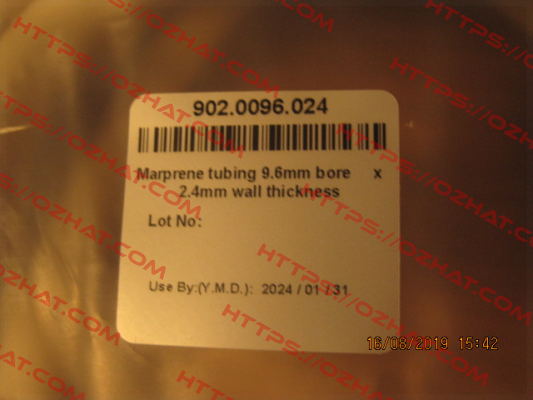 902.0096.024
Marprene tubing 9.6mm bore x
2.4mm wall thickness
Lot No:
Use By:(Y.M.D.): 2024 / 01 / 31
16/08/2019 15:42
HTTPS://OZHAT.COM